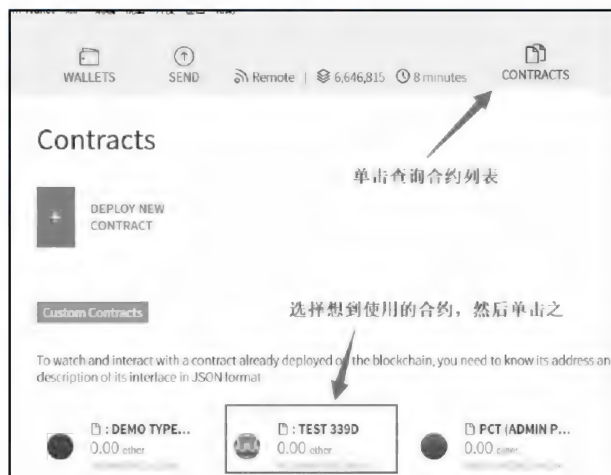 WALLETS
SEND
Remote | 6,646,815 8 minutes
CONTRACTS
Contracts
单击查询合约列表
DEPLOY NEW
CONTRACT
Custom Contracts
选择想到使用的合约，然后单击之
To watch and interact with a contract already deployed on the blockchain, you need to know its address an
description of its interface in JSON format
: DEMO TYPE...
: TEST 339D
PCT (ADMIN P...
0.00 ether
0.00 ether
0.00 ether